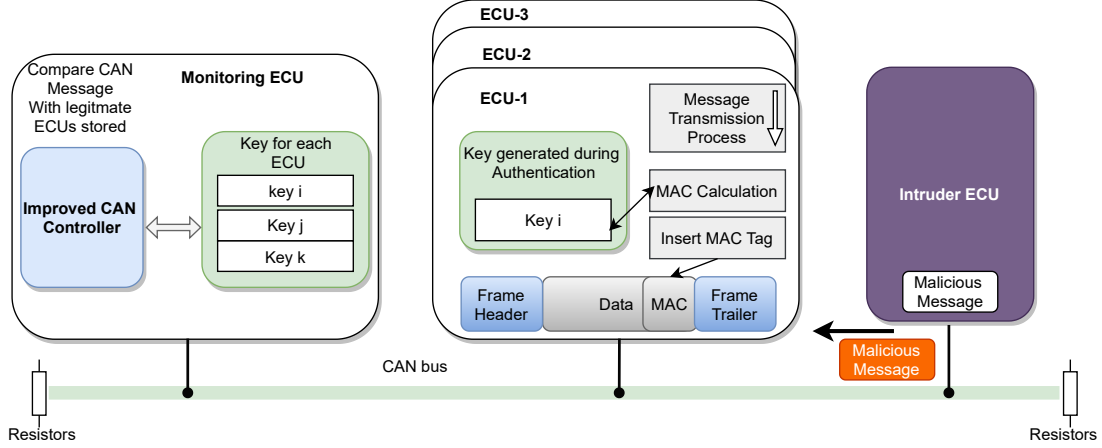 Compare CAN
Message
With legitmate
ECUs stored
Monitoring ECU
Improved CAN
Controller
Key for each
ECU
key i
Key j
Key k
ECU-3
ECU-2
ECU-1
Message
Transmission
Process
Key generated during
Authentication
Key i
MAC Calculation
Insert MAC Tag
Frame
Header
Data
MAC
Frame
Trailer
Intruder ECU
Malicious
Message
Malicious
Message
CAN bus
Resistors
Resistors